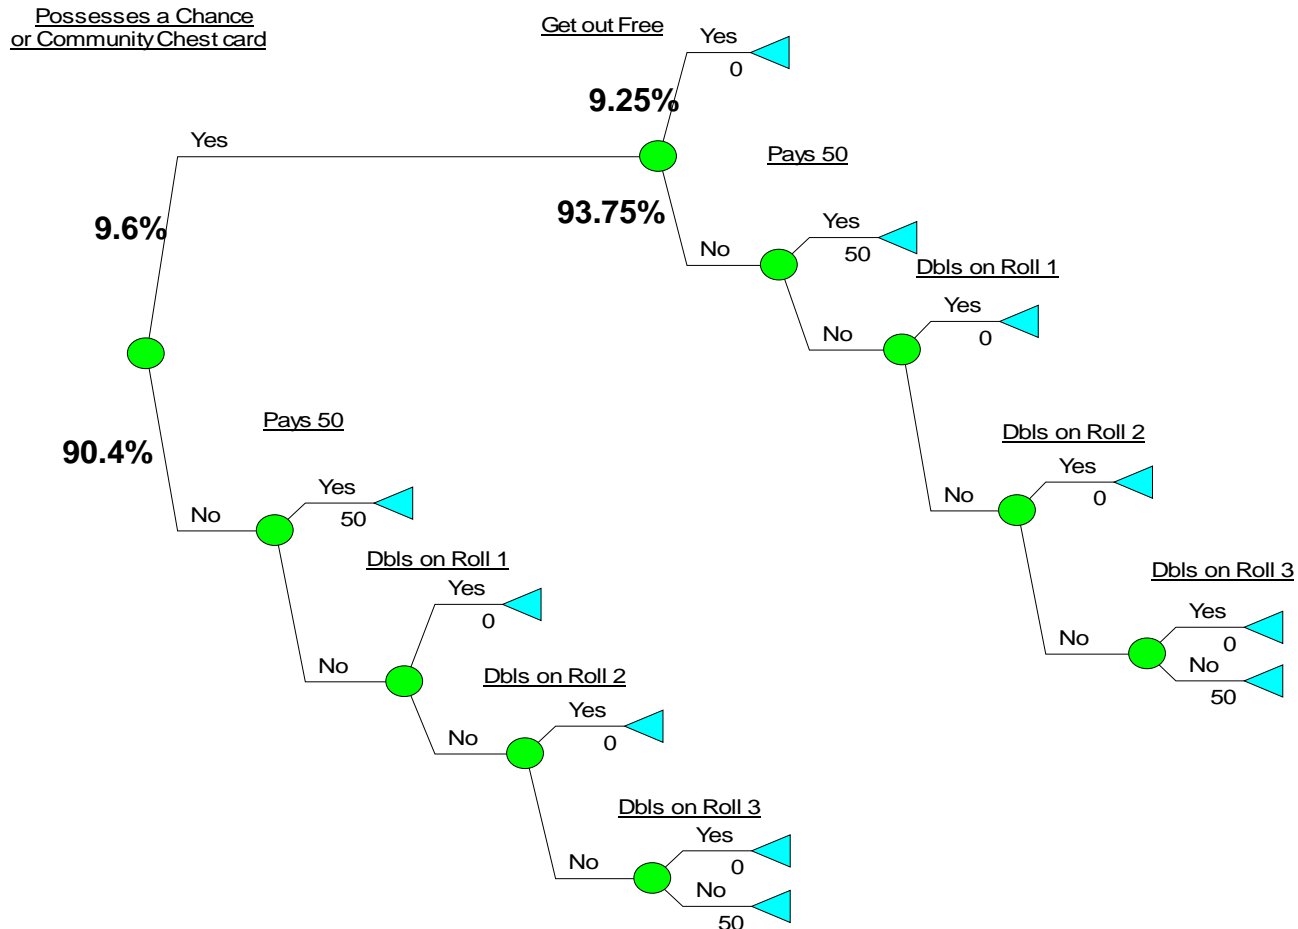 Possesses a Chance
or Community Chest card
Get out Free
Yes
0
9.25%
Yes
Pays 50
9.6%
93.75%
Yes
No
50
Dbls on Roll 1
Yes
No
0
Pays 50
90.4%
Dbls on Roll 2
Yes
Yes
No
0
No
50
Dbls on Roll 1
Dbls on Roll 3
Yes
Yes
0
0
No
No
No
Dbls on Roll 2
50
Yes
No
0
Dbls on Roll 3
Yes
No
0
No
50